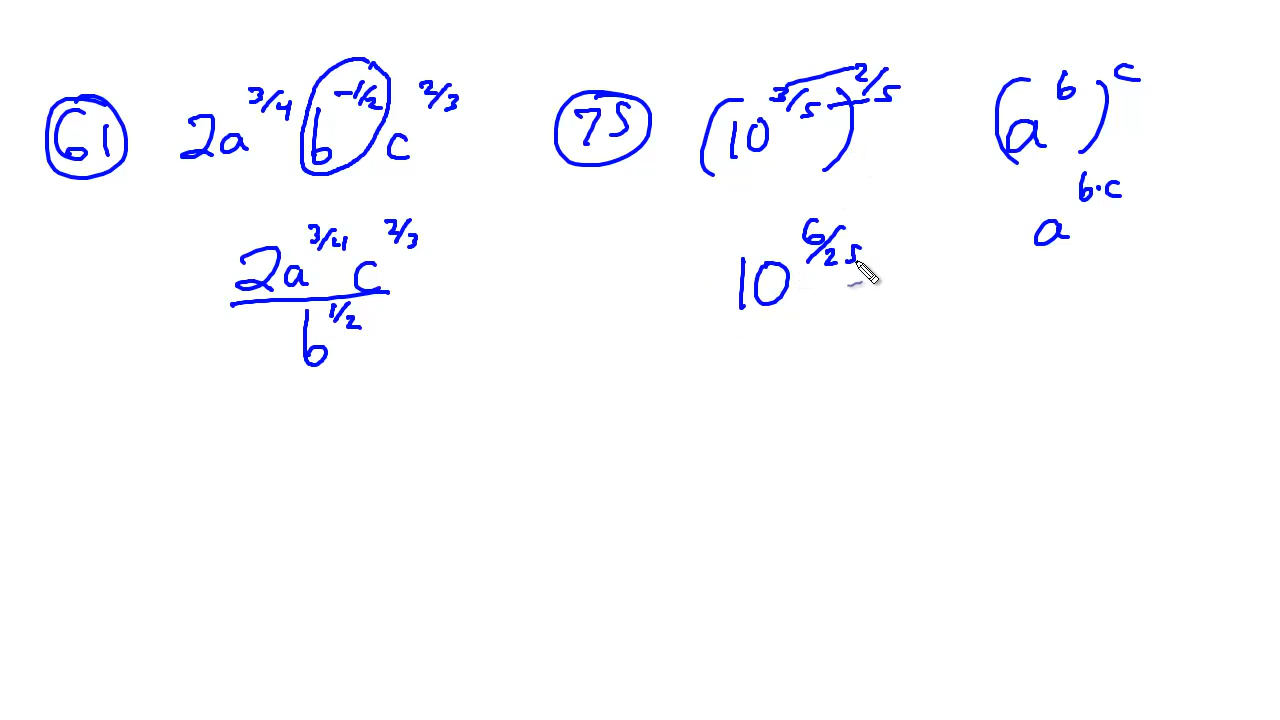 61 2a^3/4 b^-1/2 c^2/3
2a^3/4 c^2/3
b^1/2
75 (10^3/5)^2/5
10^6/25
(a^b)^c
a^b·c